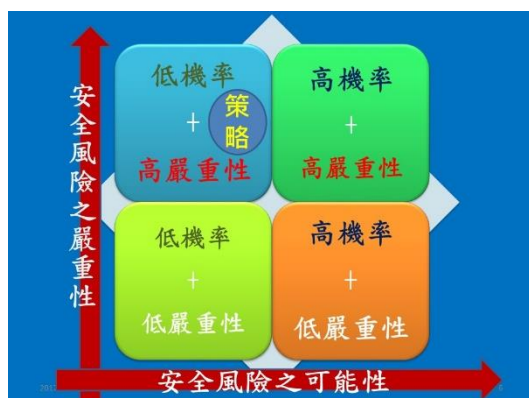 安全風險之嚴重性
低機率
+
策略
高嚴重性
高機率
+
高嚴重性
低機率
+
低嚴重性
高機率
+
低嚴重性
安全風險之可能性